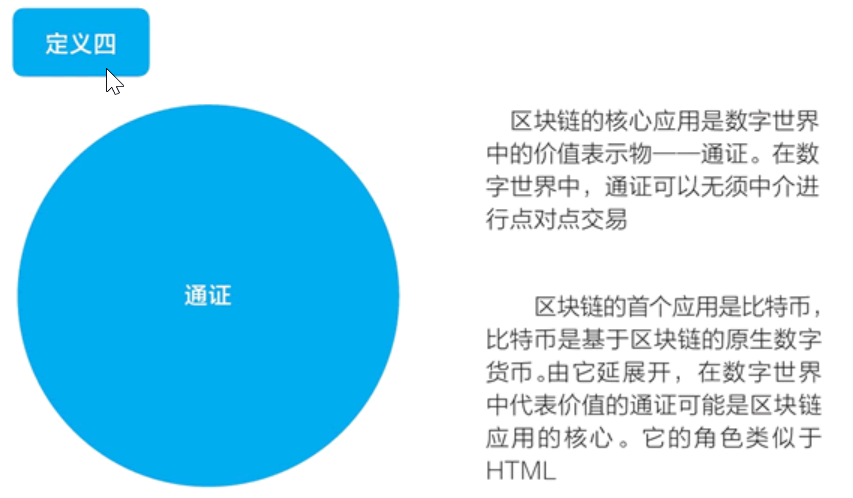 定义四
通证
区块链的核心应用是数字世界
中的价值表示物——通证。在数
字世界中，通证可以无须中介进
行点对点交易
区块链的首个应用是比特币，
比特币是基于区块链的原生数字
货币。由它延展开，在数字世界
中代表价值的通证可能是区块链
应用的核心。它的角色类似于
HTML